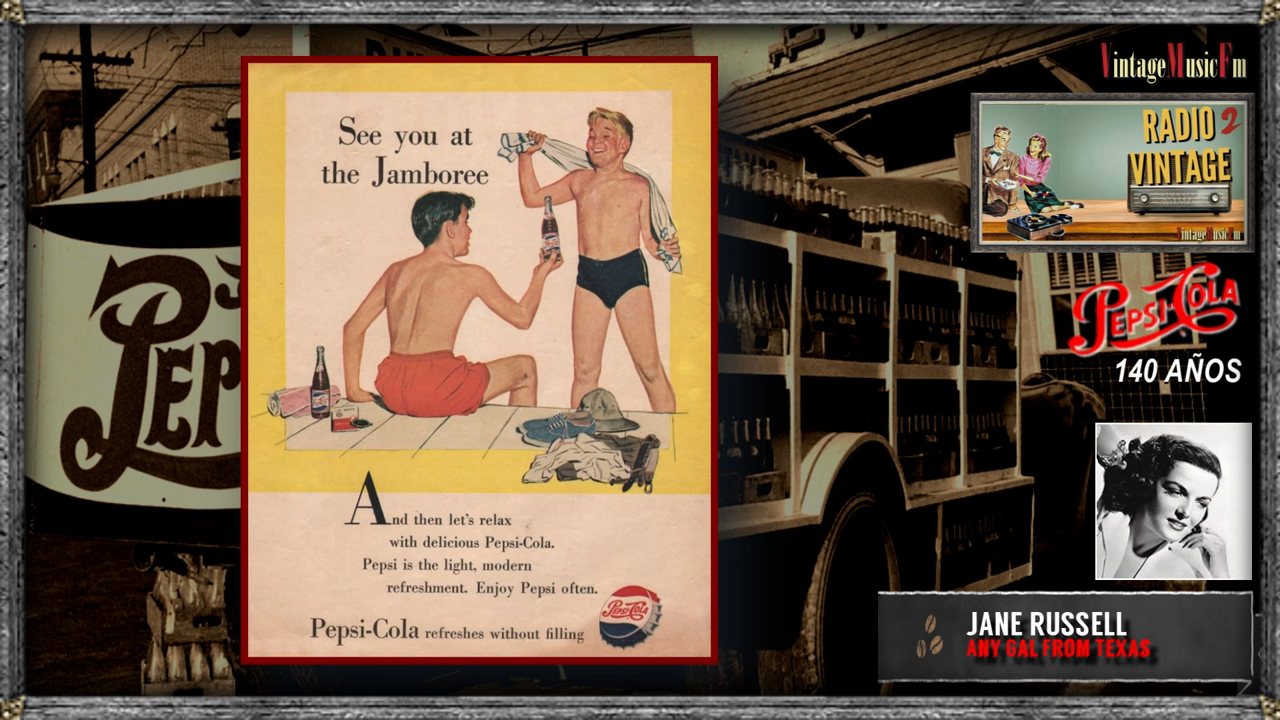 See you at
the Jamboree
And then let's relax
with delicious Pepsi-Cola.
Pepsi is the light, modern
refreshment. Enjoy Pepsi often.
Pepsi-Cola
Pepsi-Cola refreshes without filling
PEP
VintageMusicFm
RADIO 2
VINTAGE
VintageMusicFm
PEPSI-COLA
140 AÑOS
JANE RUSSELL
ANY GAL FROM TEXAS